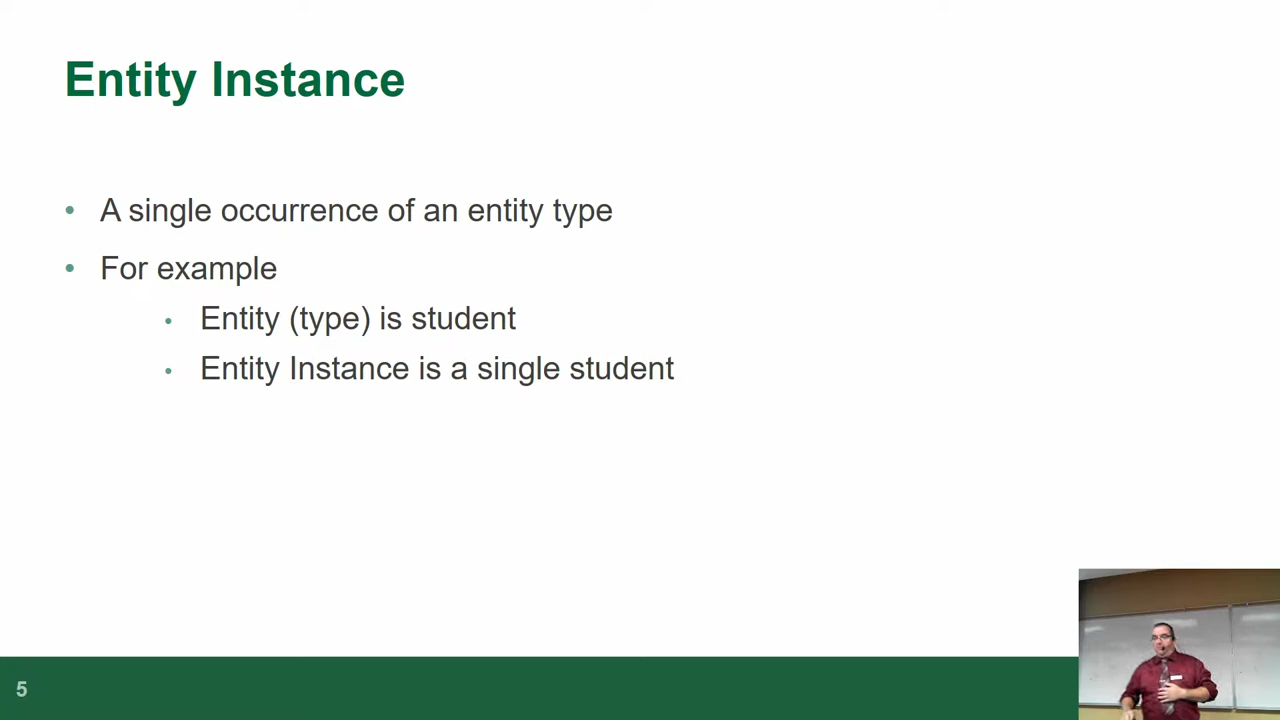 Entity Instance
• A single occurrence of an entity type
• For example
• Entity (type) is student
• Entity Instance is a single student
5